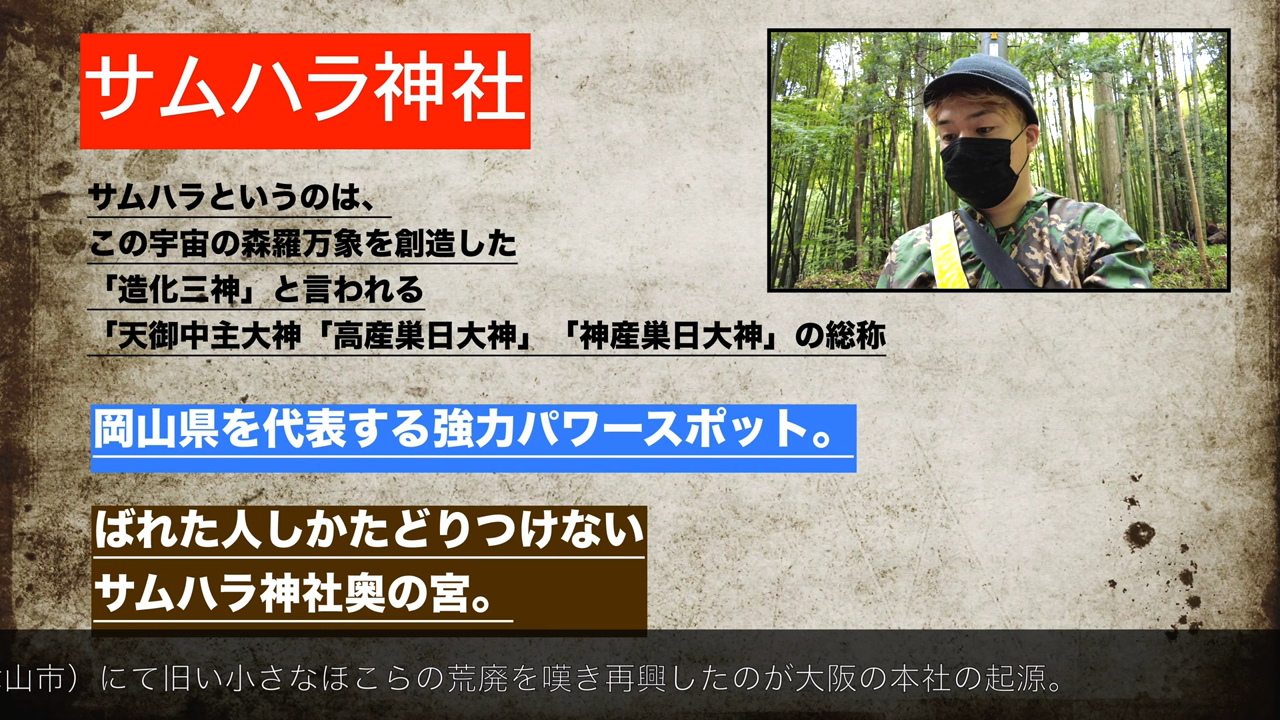 サムハラ神社
サムハラというのは、
この宇宙の森羅万象を創造した
「造化三神」と言われる
「天御中主大神「高産巣日大神」「神産巣日大神」の総称
岡山県を代表する強力パワースポット。
ばれた人しかたどりつけない
サムハラ神社奥の宮。
山市）にて旧い小さなほこらの荒廃を嘆き再興したのが大阪の本社の起源。